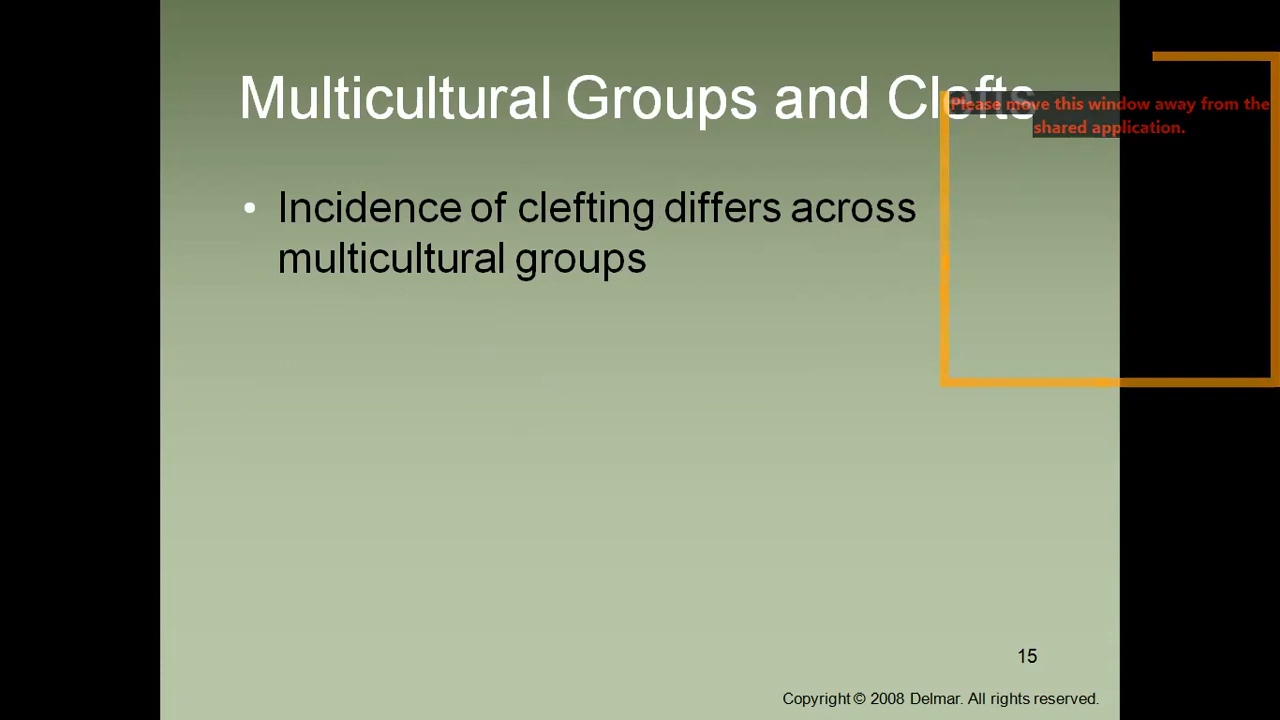 Multicultural Groups and Clefts
Please move this window away from the
shared application.
• Incidence of clefting differs across
multicultural groups
15
Copyright © 2008 Delmar. All rights reserved.